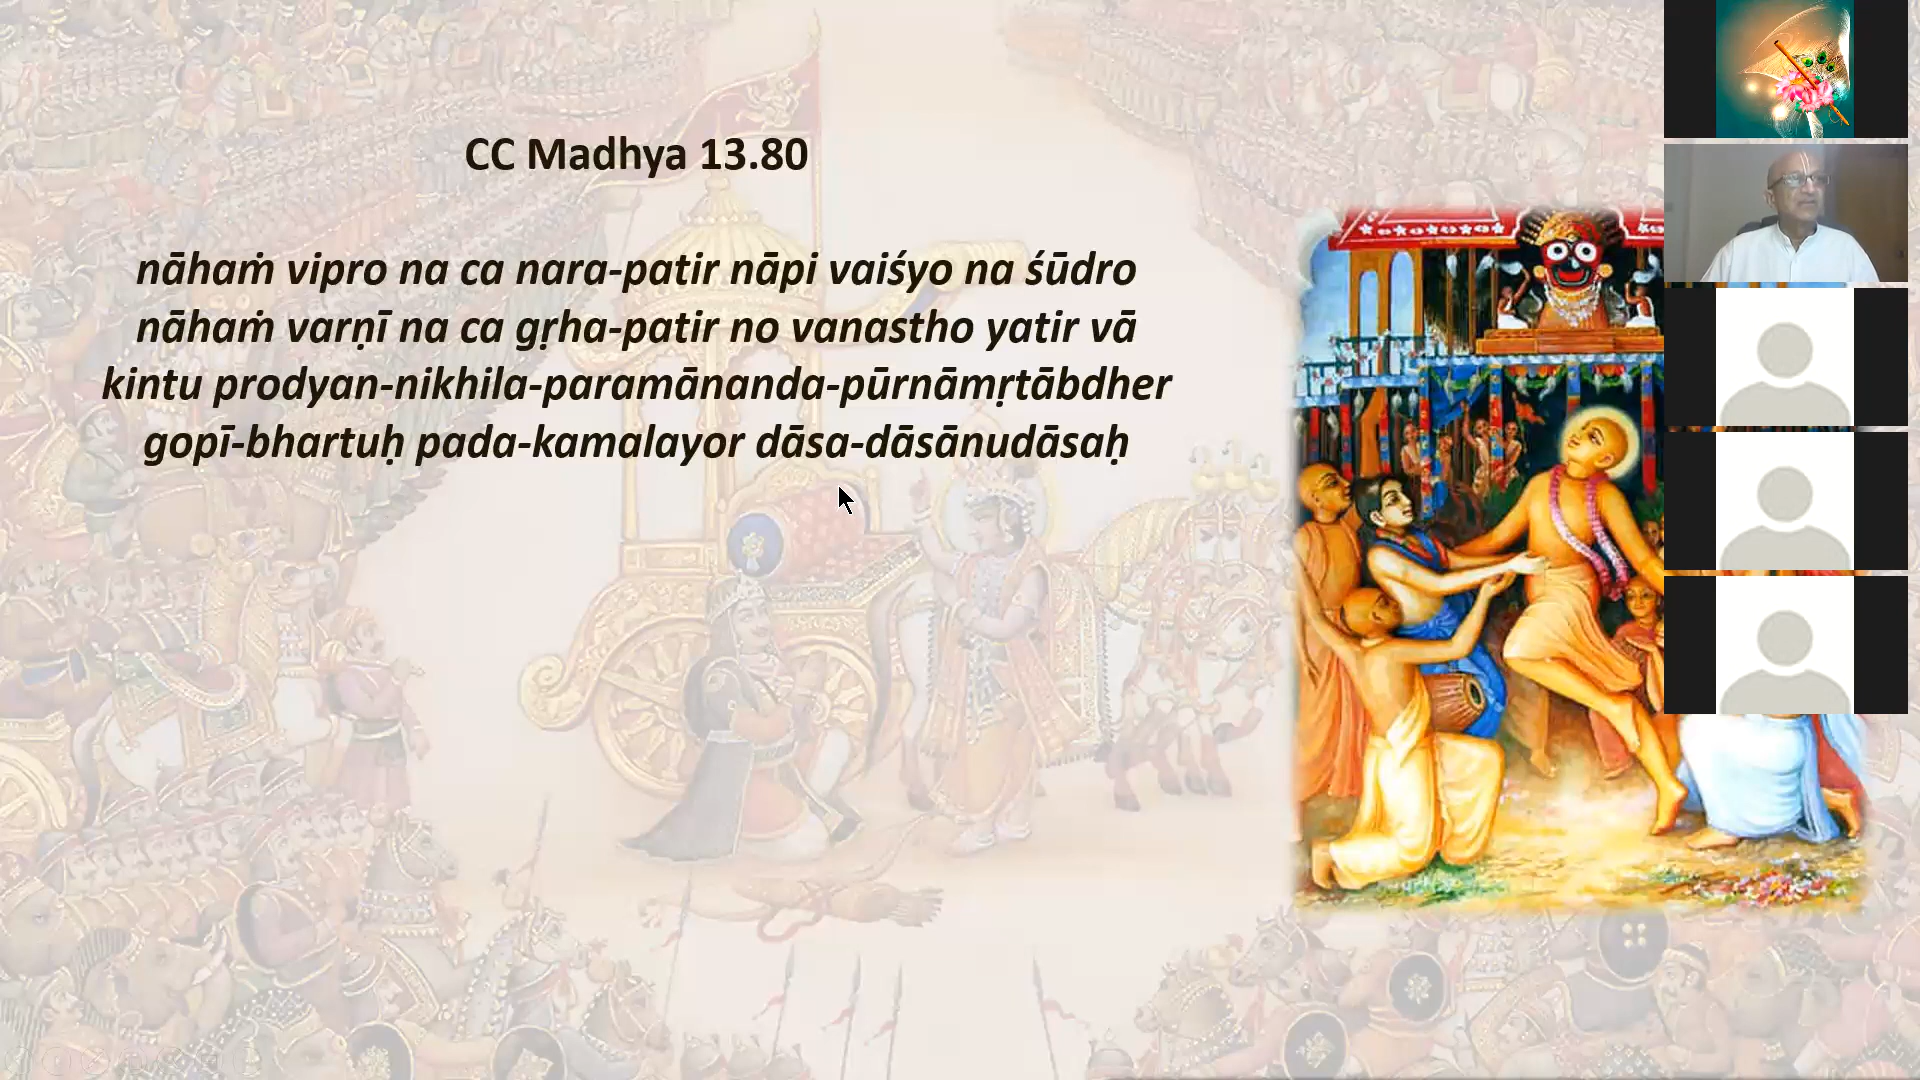 CC Madhya 13.80
nāhaṁ vipro na ca nara-patir nāpi vaiśyo na śūdro
nāhaṁ varṇī na ca gṛha-patir no vanastho yatir vā
kintu prodyan-nikhila-paramānanda-pūrnāmṛtābdher
gopī-bhartuḥ pada-kamalayor dāsa-dāsānudāsaḥ